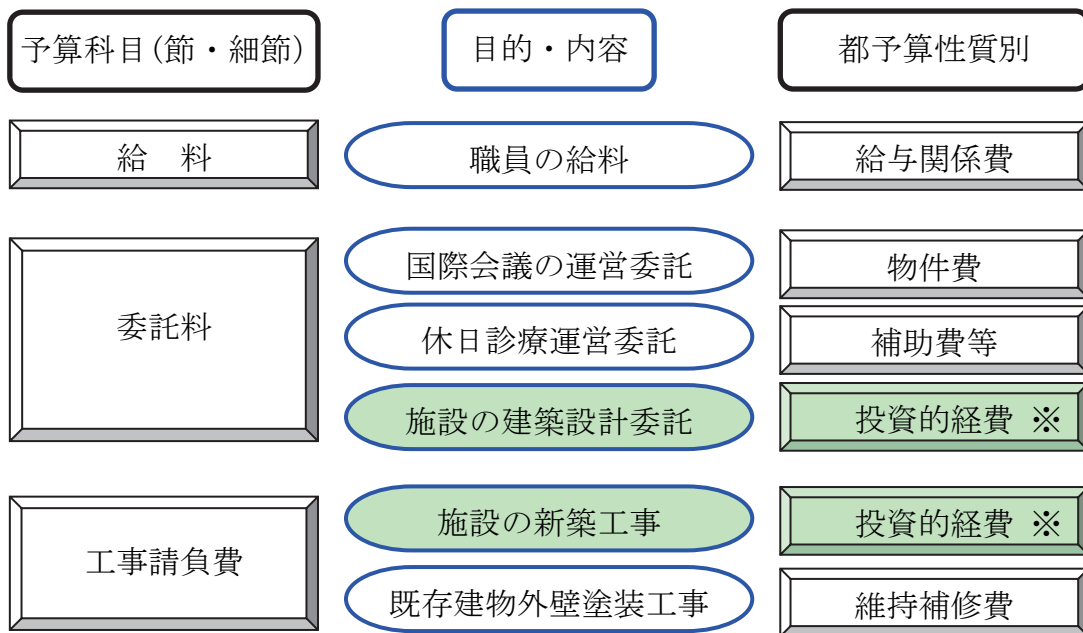 予算科目(節・細節)
目的・内容
都予算性質別
給　料
職員の給料
給与関係費
委託料
国際会議の運営委託
物件費
休日診療運営委託
補助費等
施設の建築設計委託
投資的経費 ※
工事請負費
施設の新築工事
投資的経費 ※
既存建物外壁塗装工事
維持補修費